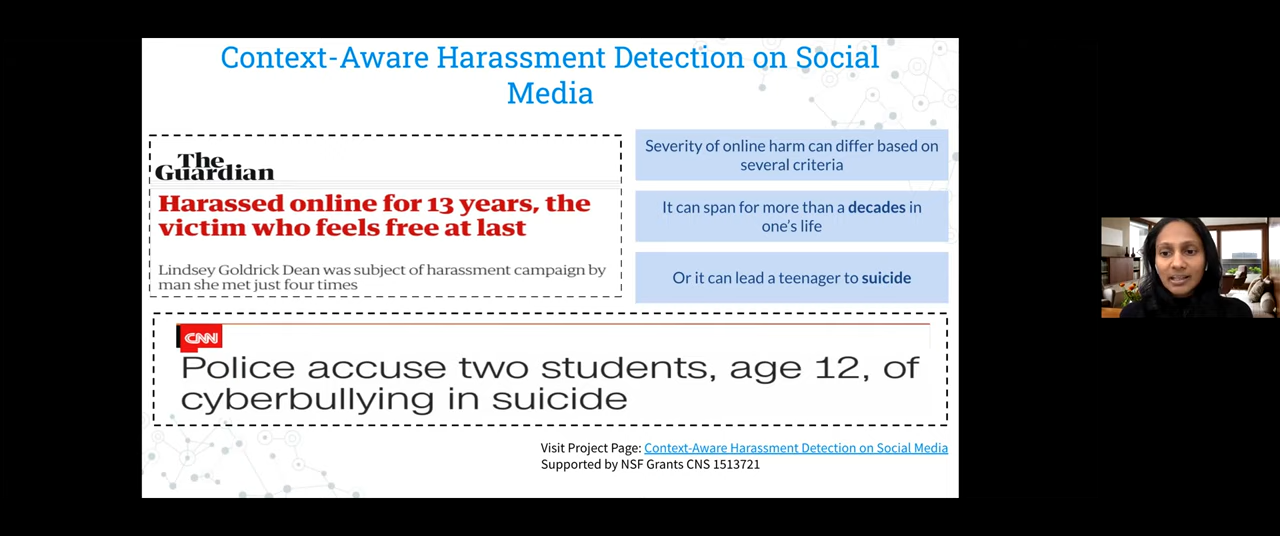 Context-Aware Harassment Detection on Social
Media
The
Guardian
Harassed online for 13 years, the
victim who feels free at last
Lindsey Goldrick Dean was subject of harassment campaign by
man she met just four times
Severity of online harm can differ based on
several criteria
It can span for more than a decades in
one's life
Or it can lead a teenager to suicide
CNN
Police accuse two students, age 12, of
cyberbullying in suicide
Visit Project Page: Context-Aware Harassment Detection on Social Media
Supported by NSF Grants CNS 1513721